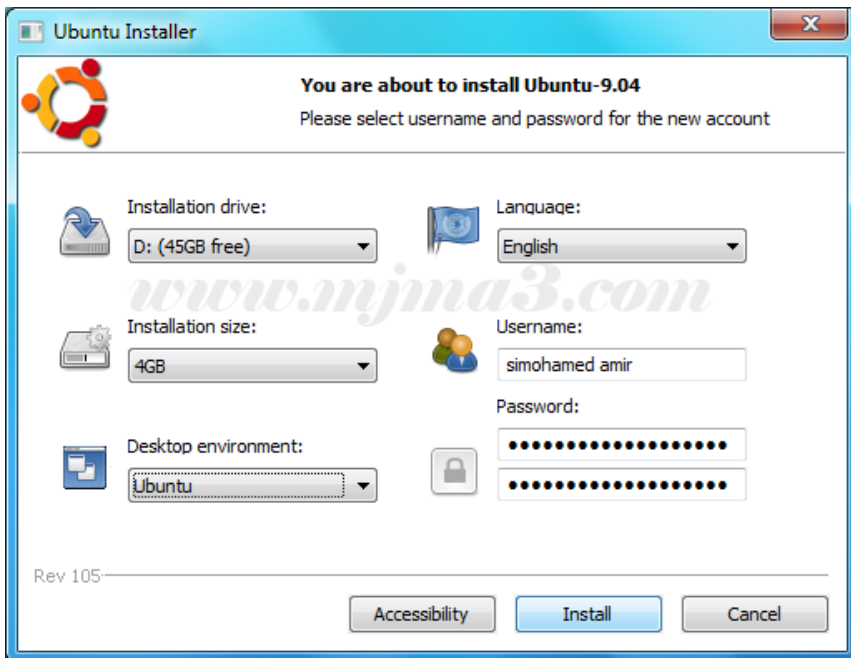 Ubuntu Installer
You are about to install Ubuntu-9.04
Please select username and password for the new account
Installation drive:
D: (45GB free)
Language:
English
www.mjma3.com
Installation size:
4GB
Username:
simohamed amir
Password:
●●●●●●●●●●●●●●●●●●●
●●●●●●●●●●●●●●●●●●●
Desktop environment:
Ubuntu
Rev 105
Accessibility
Install
Cancel